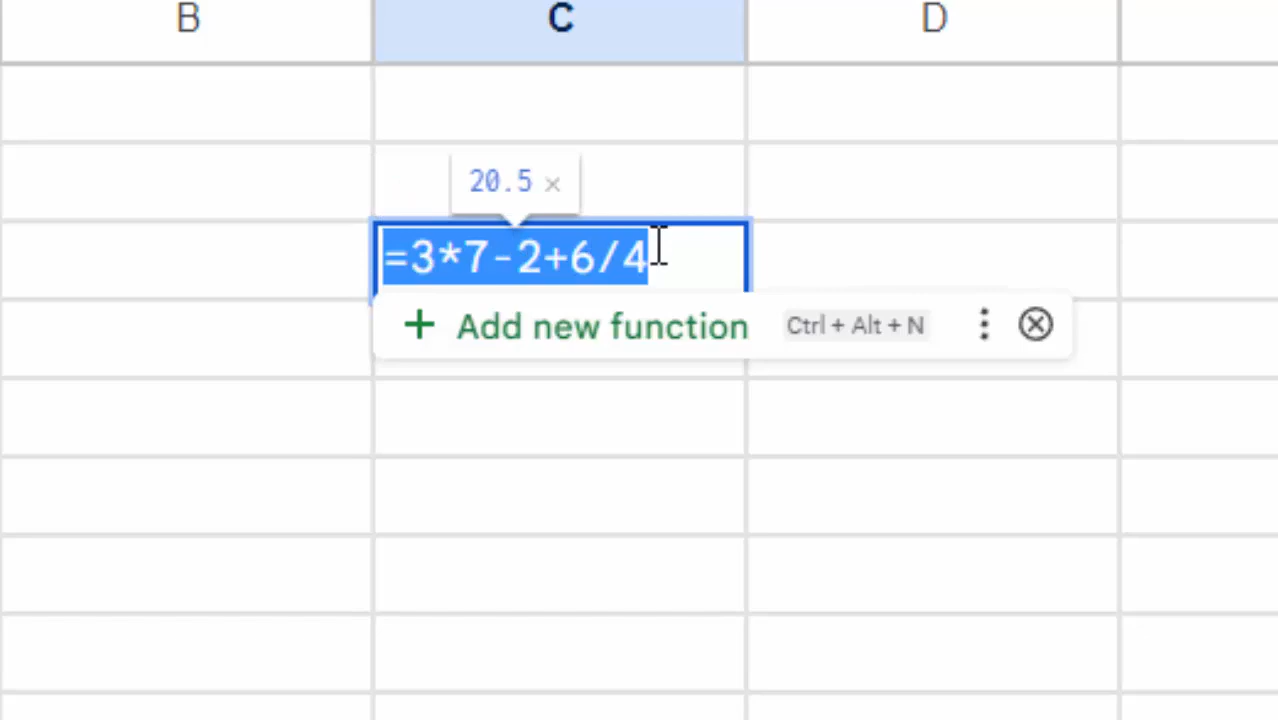 B C D
20.5 ×
=3*7-2+6/4
+ Add new function Ctrl + Alt + N